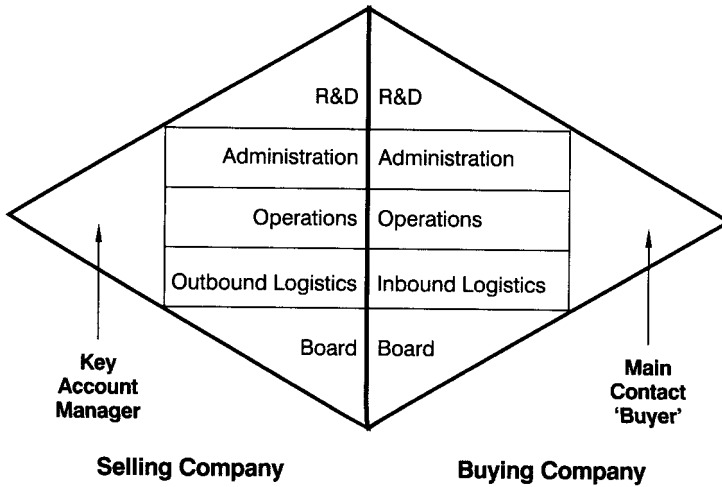 R&D R&D
Administration Administration
Operations Operations
Outbound Logistics Inbound Logistics
Board Board
Key
Account
Manager
Main
Contact
'Buyer'
Selling Company Buying Company